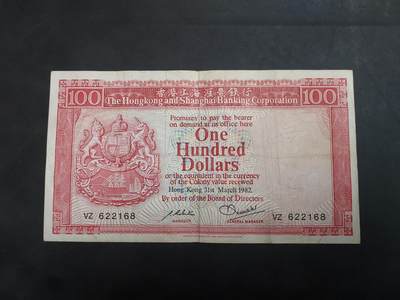 香港上海滙豐銀行
100 The Hongkong and Shanghai Banking Corporation 100
Promises to pay the bearer
on demand at its office here
One
Hundred
Dollars
or the equivalent in the currency
of the Colony value received
Hong Kong 31st March 1982.
By order of the Board of Directors
VZ 622168
VZ 622168
MANAGER
GENERAL MANAGER